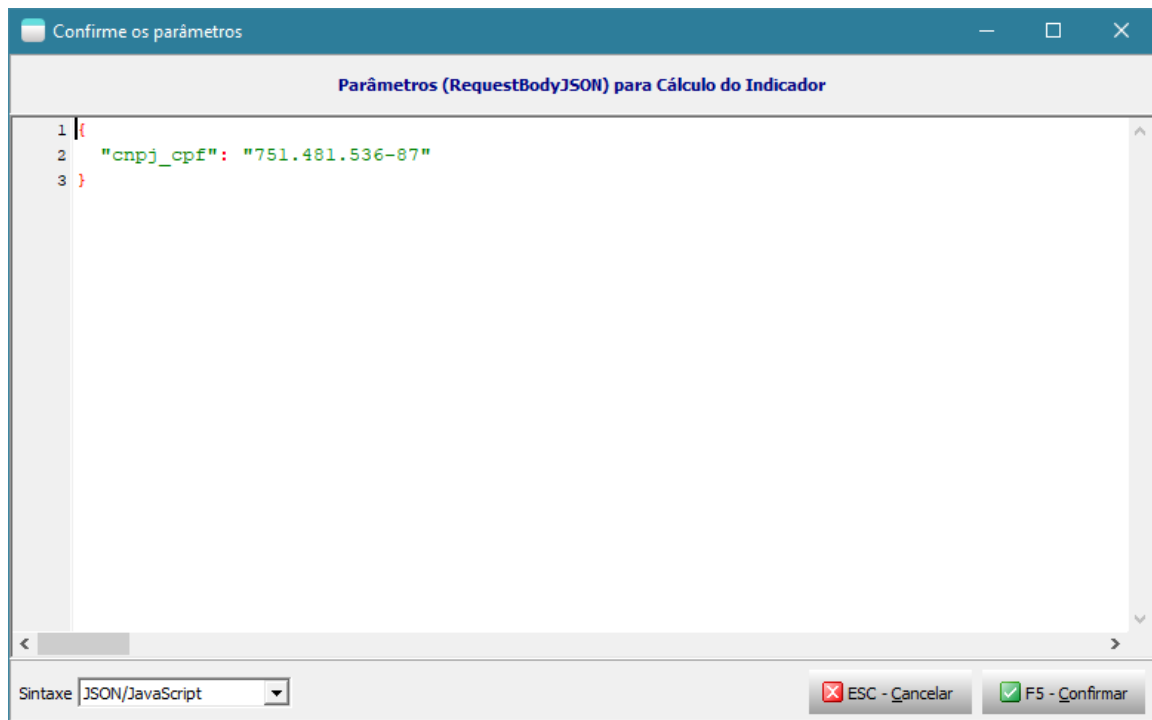 Confirme os parâmetros
Parâmetros (RequestBodyJSON) para Cálculo do Indicador
1 {
2 "cnpj_cpf": "751.481.536-87"
3 }
Sintaxe JSON/JavaScript ESC - Cancelar F5 - Confirmar